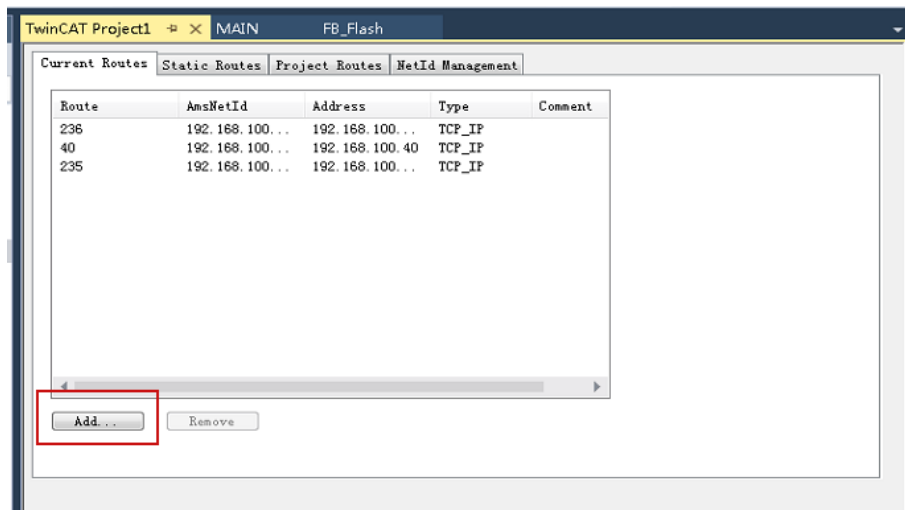 TwinCAT Project1 MAIN FB_Flash
Current Routes Static Routes Project Routes NetId Management
Route AmsNetId Address Type Comment
236 192.168.100... 192.168.100... TCP_IP
40 192.168.100... 192.168.100.40 TCP_IP
235 192.168.100... 192.168.100... TCP_IP
Add... Remove